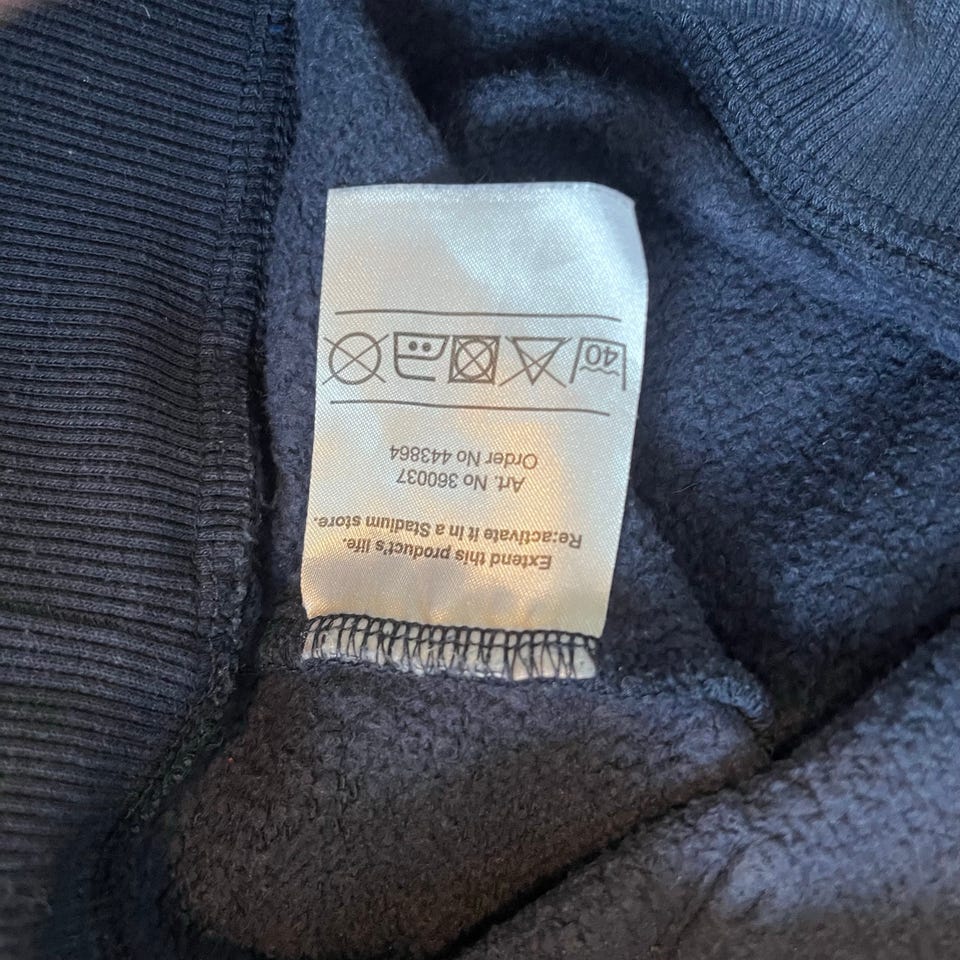 Extend this product's life.
Re:activate it in a Stadium store.
Art. No 360037
Order No 443864
40